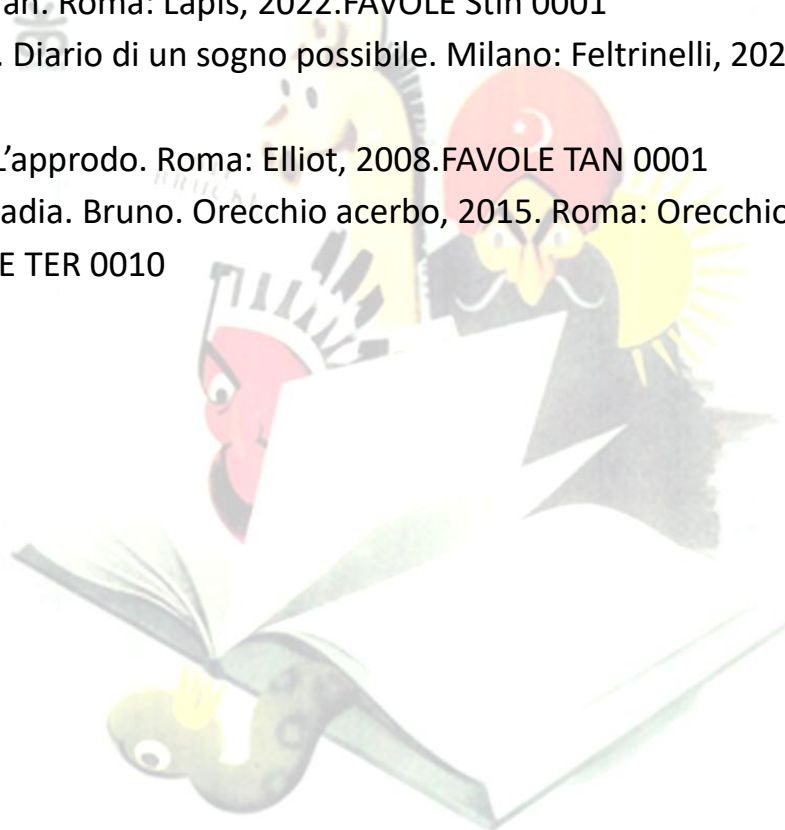 an. Roma: Lapis, 2022.FAVOLE Stin 0001
. Diario di un sogno possibile. Milano: Feltrinelli, 202
L’approdo. Roma: Elliot, 2008.FAVOLE TAN 0001
adia. Bruno. Orecchio acerbo, 2015. Roma: Orecchio
E TER 0010